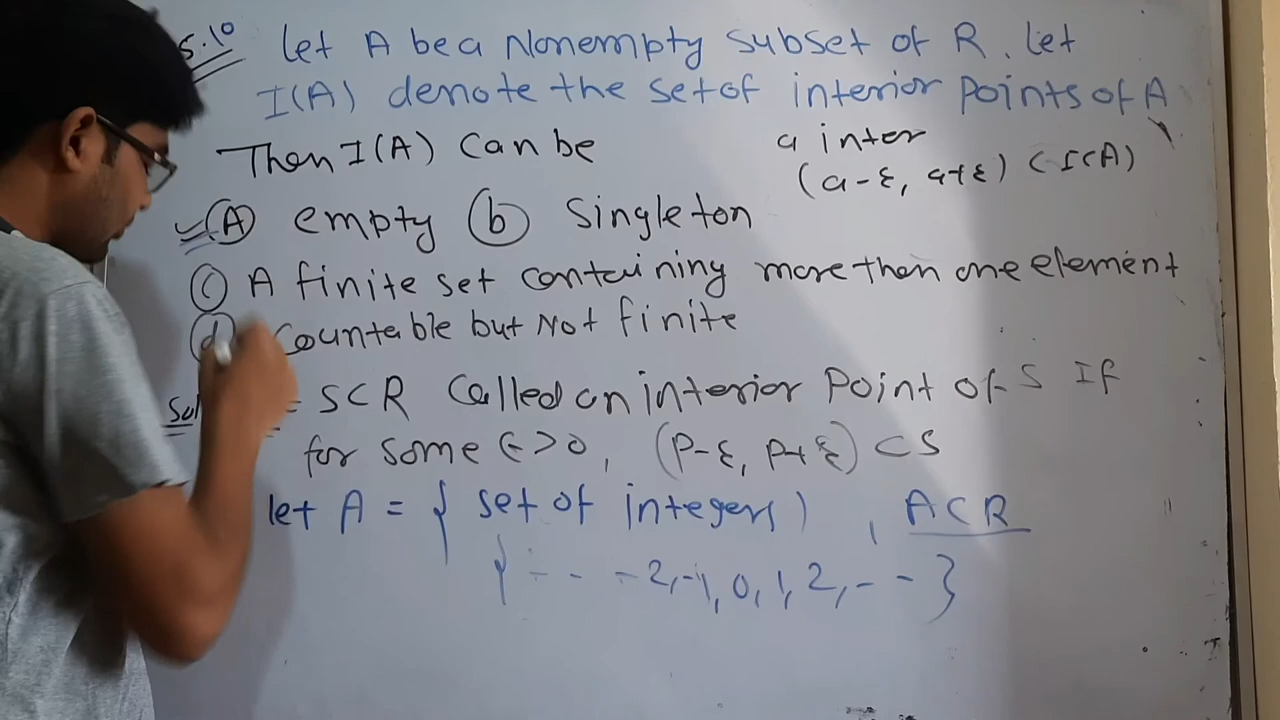 5.10 let A be a Nonempty subset of R. let
I(A) denote the set of interior points of A
Then I(A) can be
a inter
(a-ε, a+ε) ⊂ I(A)
(A) empty (b) singleton
(c) A finite set containing more then one element
(d) countable but not finite
S⊂R called an interior point of S If
for some ε>0, (P-ε, P+ε) ⊂ S
let A = { set of integers) , A⊂R
{ - - - 2, -1, 0, 1, 2, - - }